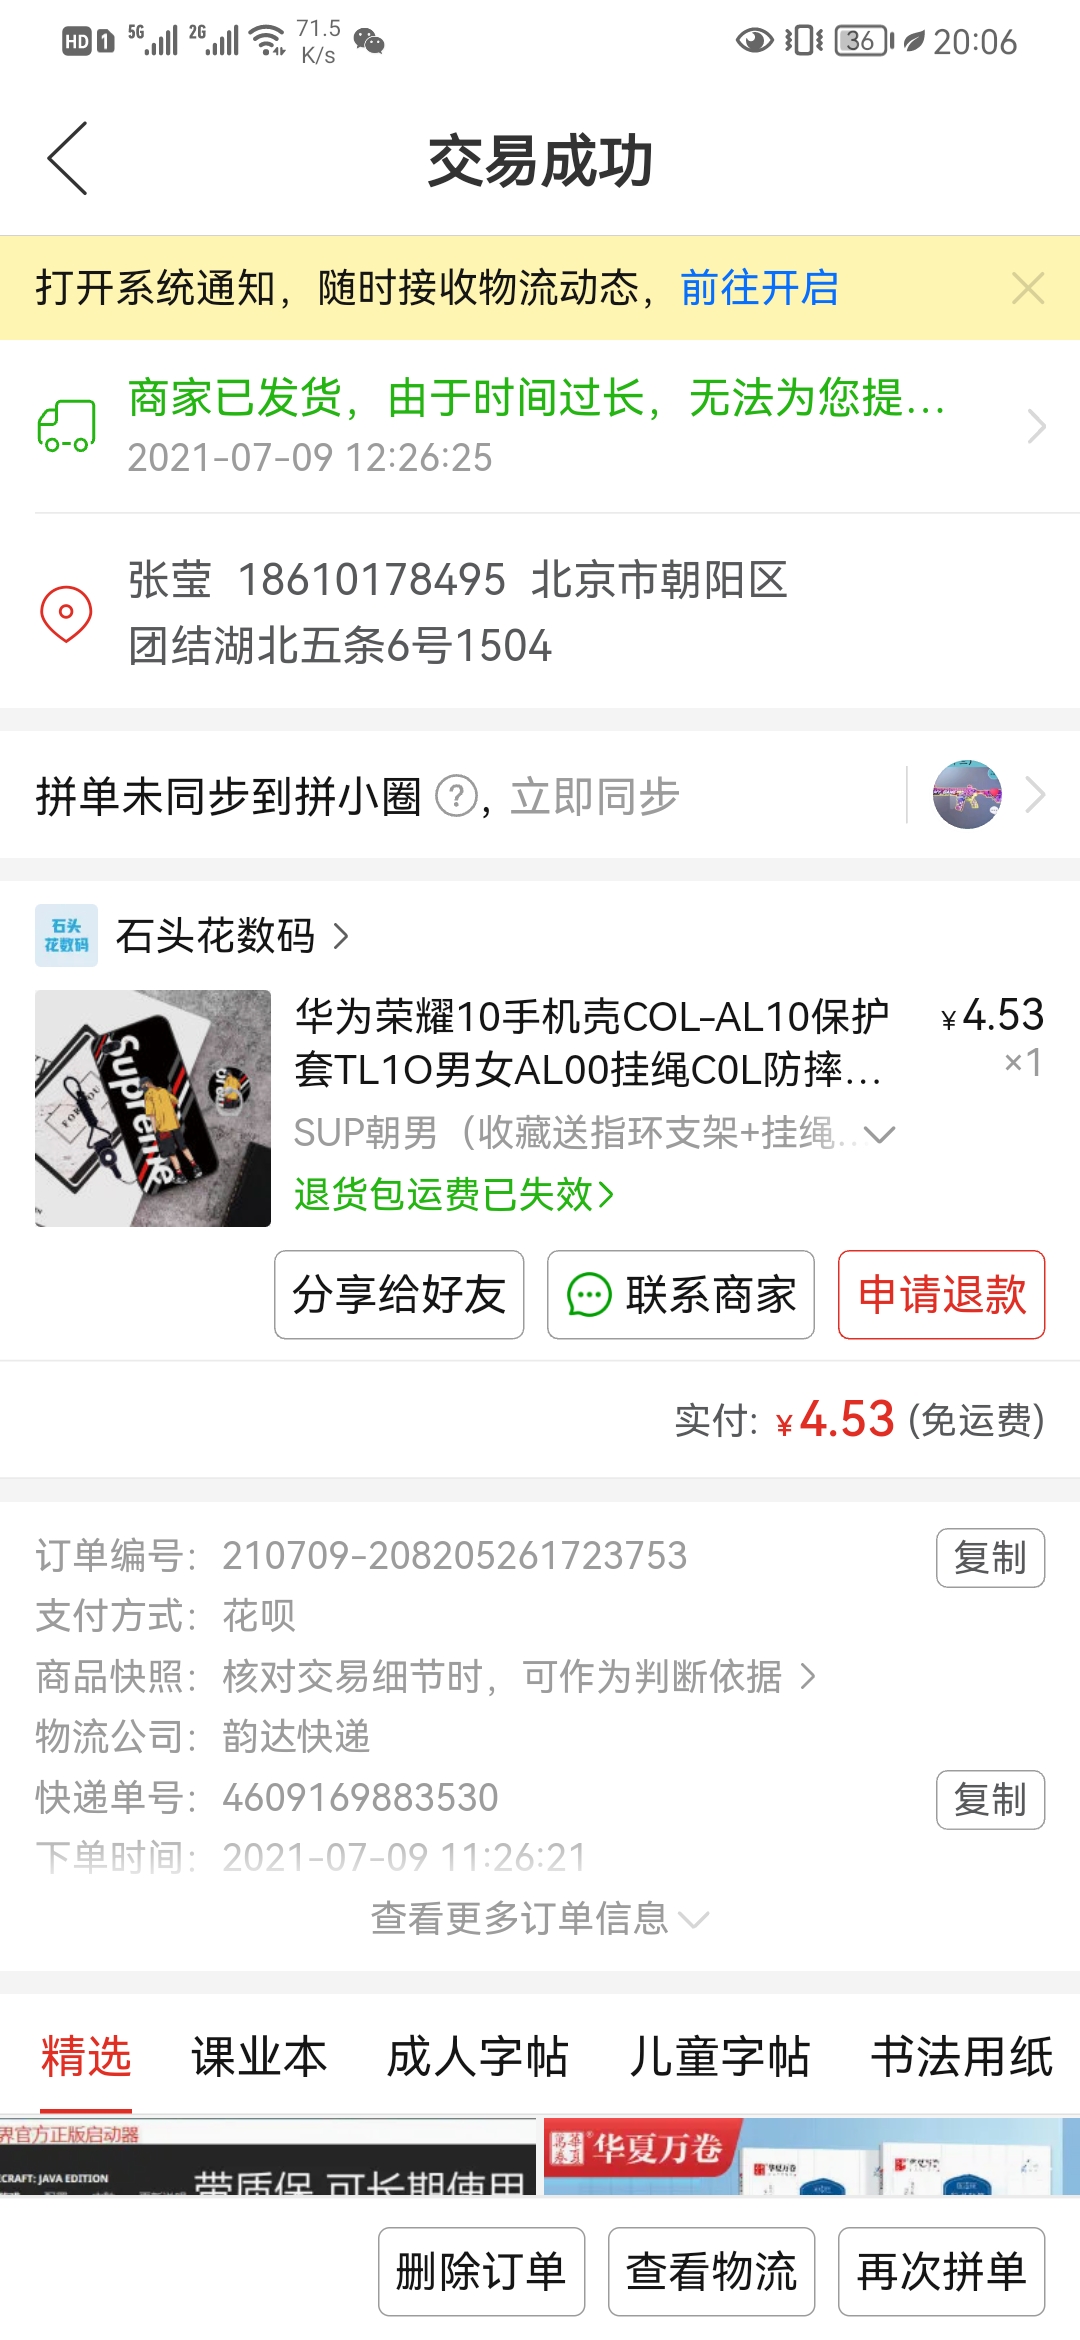 HD 1 5G 2G 71.5 K/s 36 20:06
交易成功
打开系统通知，随时接收物流动态，前往开启
商家已发货，由于时间过长，无法为您提...
2021-07-09 12:26:25
张莹 18610178495 北京市朝阳区
团结湖北五条6号1504
拼单未同步到拼小圈?，立即同步
石头
花数码
石头花数码
华为荣耀10手机壳COL-AL10保护
¥4.53
套TL1O男女AL00挂绳C0L防摔...
×1
SUP朝男（收藏送指环支架+挂绳...
退货包运费已失效
Supreme
FOR YOU
分享给好友
联系商家
申请退款
实付: ¥4.53 (免运费)
订单编号： 210709-208205261723753
复制
支付方式： 花呗
商品快照： 核对交易细节时，可作为判断依据
物流公司： 韵达快递
快递单号： 4609169883530
复制
下单时间： 2021-07-09 11:26:21
查看更多订单信息
精选 课业本 成人字帖 儿童字帖 书法用纸
界官方正版启动器
CRAFT: JAVA EDITION
带质保 可长期使用
华夏万卷
删除订单
查看物流
再次拼单